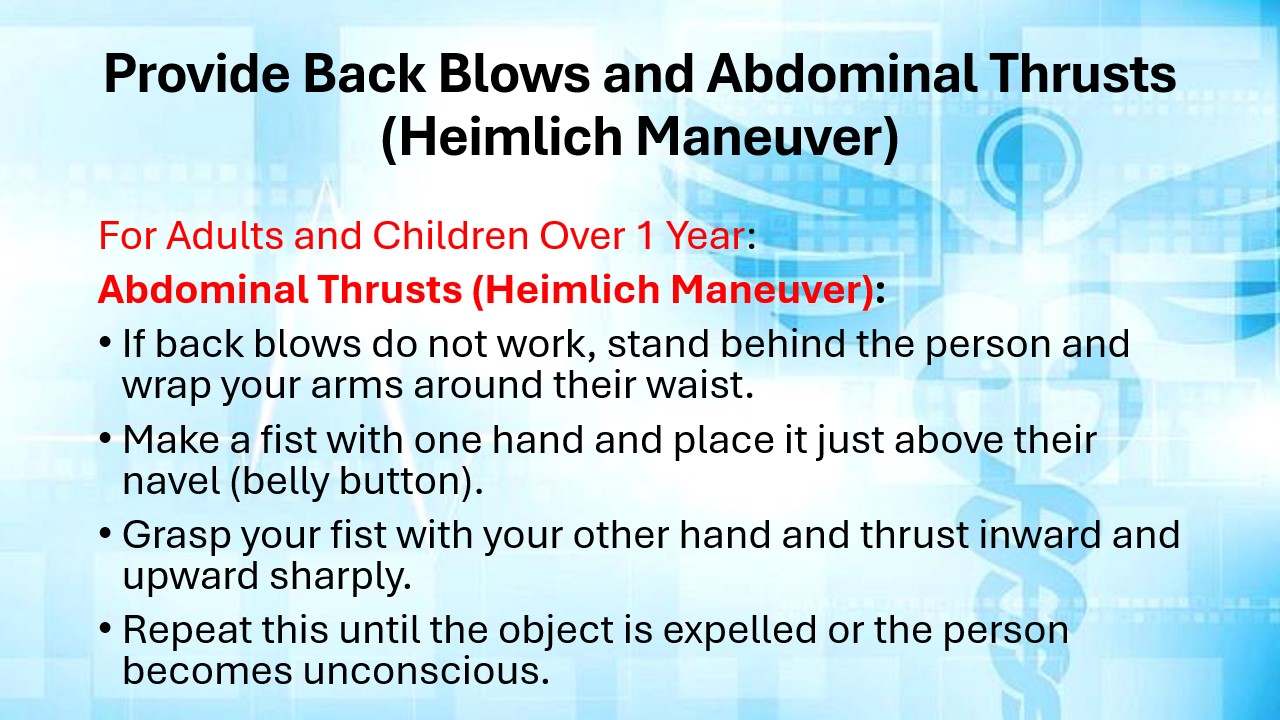 Provide Back Blows and Abdominal Thrusts
(Heimlich Maneuver)
For Adults and Children Over 1 Year:
Abdominal Thrusts (Heimlich Maneuver):
• If back blows do not work, stand behind the person and
wrap your arms around their waist.
• Make a fist with one hand and place it just above their
navel (belly button).
• Grasp your fist with your other hand and thrust inward and
upward sharply.
• Repeat this until the object is expelled or the person
becomes unconscious.